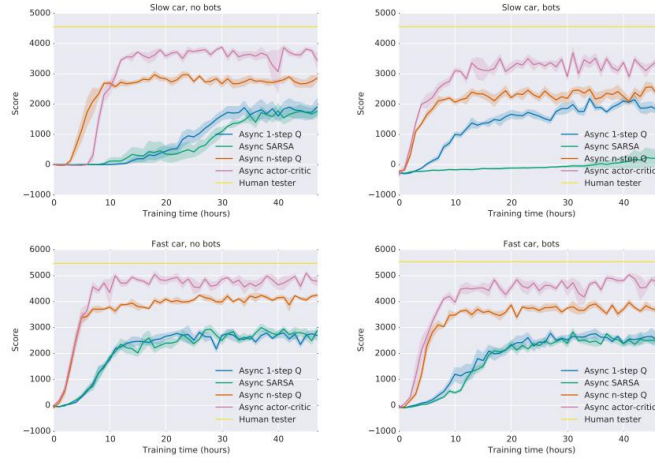 Slow car, no bots
5000
4000
3000
2000
1000
0
−1000
Score
0 10 20 30 40
Training time (hours)
Async 1-step Q
Async SARSA
Async n-step Q
Async actor-critic
Human tester
Slow car, bots
5000
4000
3000
2000
1000
0
−1000
Score
0 10 20 30 40
Training time (hours)
Async 1-step Q
Async SARSA
Async n-step Q
Async actor-critic
Human tester
Fast car, no bots
6000
5000
4000
3000
2000
1000
0
−1000
Score
0 10 20 30 40
Training time (hours)
Async 1-step Q
Async SARSA
Async n-step Q
Async actor-critic
Human tester
Fast car, bots
6000
5000
4000
3000
2000
1000
0
−1000
Score
0 10 20 30 40
Training time (hours)
Async 1-step Q
Async SARSA
Async n-step Q
Async actor-critic
Human tester